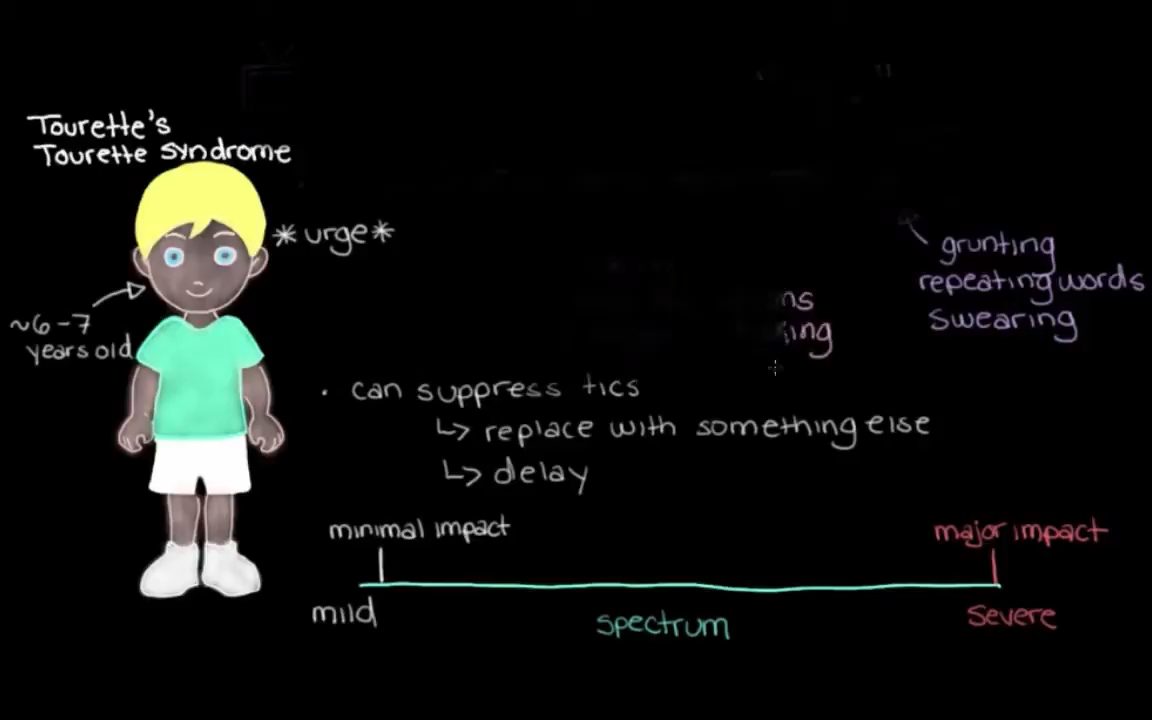 Tourette's
Tourette syndrome
*urge*
~6-7
years old
grunting
repeating words
swearing
• can suppress tics
↳ replace with something else
↳ delay
minimal impact
major impact
mild
spectrum
severe